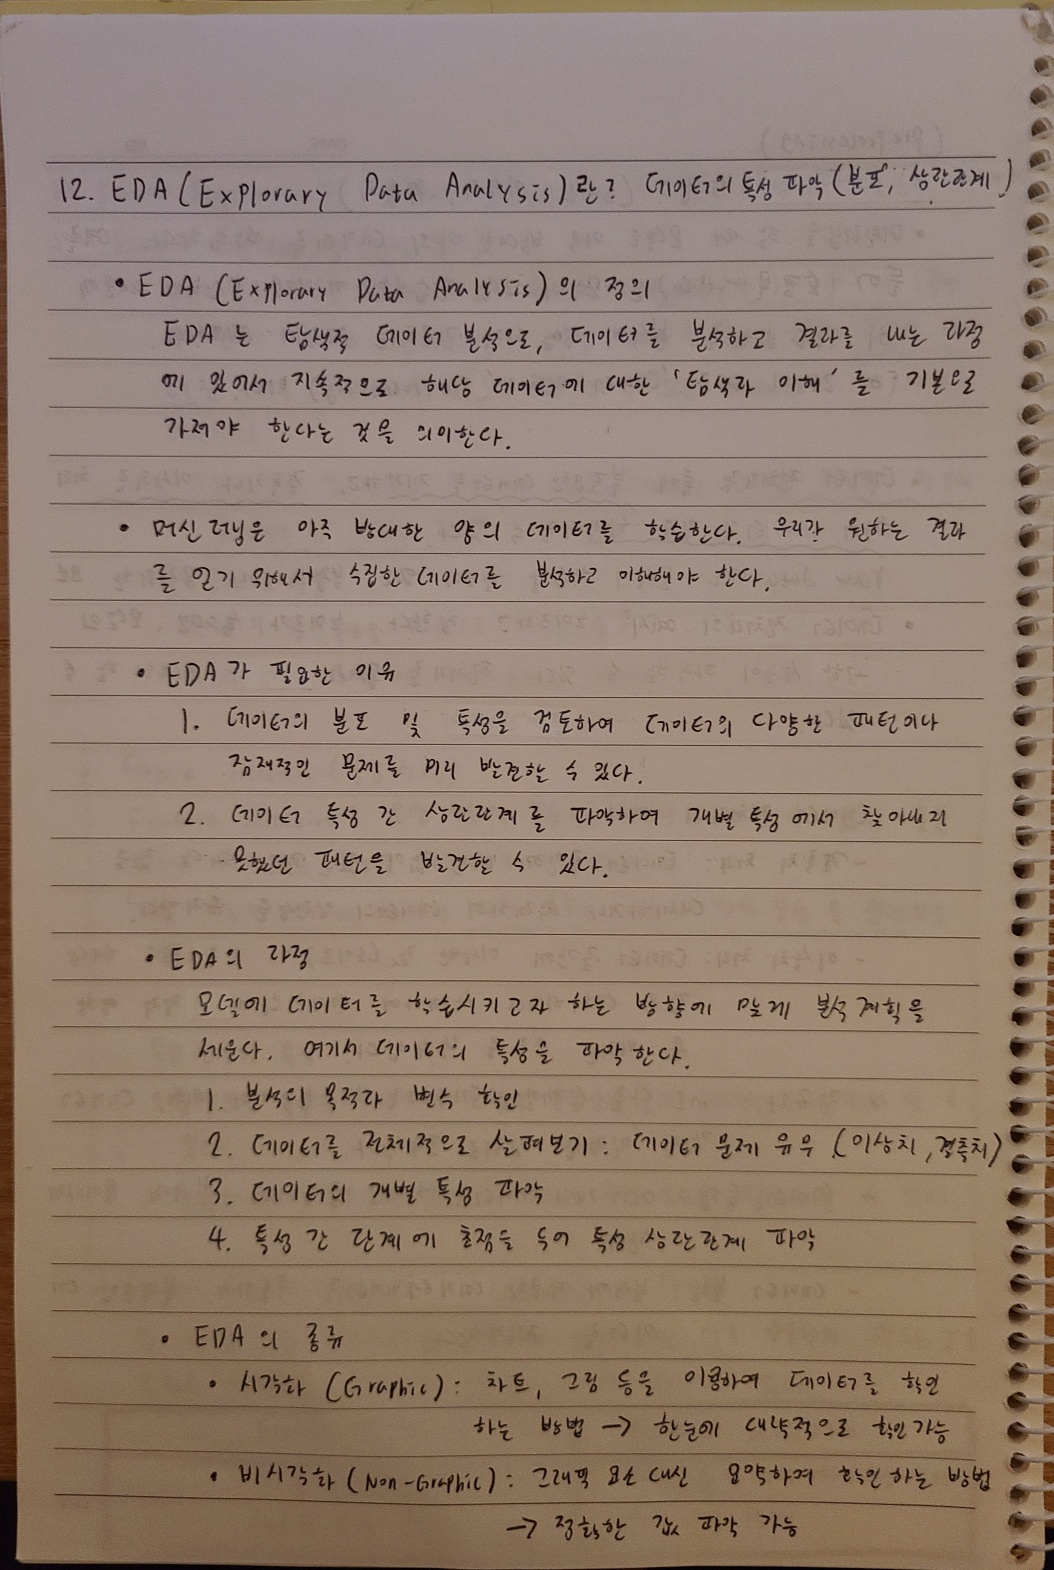 12. EDA (Explorary Data Analysis)란? 데이터의 특성 파악(분포, 상관관계)
• EDA (Explorary Data Analysis)의 정의
EDA는 탐색적 데이터 분석으로, 데이터를 분석하고 결과를 내는 과정
에 있어서 지속적으로 해당 데이터에 대한 '탐색과 이해'를 기본으로
가져야 한다는 것을 의미한다.
• 머신러닝은 아주 방대한 양의 데이터를 학습한다. 우리가 원하는 결과
를 얻기 위해서 수집한 데이터를 분석하고 이해해야 한다.
• EDA가 필요한 이유
1. 데이터의 분포 및 특성을 검토하여 데이터의 다양한 패턴이나
잠재적인 문제를 미리 발견할 수 있다.
2. 데이터 특성 간 상관관계를 파악하여 개별 특성에서 찾아내지
못했던 패턴을 발견할 수 있다.
• EDA의 과정
모델에 데이터를 학습시키고자 하는 방향에 맞게 분석 계획을
세운다. 여기서 데이터의 특성을 파악한다.
1. 분석의 목적과 변수 확인
2. 데이터를 전체적으로 살펴보기 : 데이터 문제 유무 (이상치, 결측치)
3. 데이터의 개별 특성 파악
4. 특성 간 단계에 초점을 두어 특성 상관관계 파악
• EDA의 종류
• 시각화 (Graphic) : 차트, 그림 등을 이용하여 데이터를 확인
하는 방법 → 한눈에 대략적으로 확인 가능
• 비시각화 (Non-Graphic) : 그래픽 요소 대신 요약하여 확인하는 방법
→ 정확한 값 파악 가능